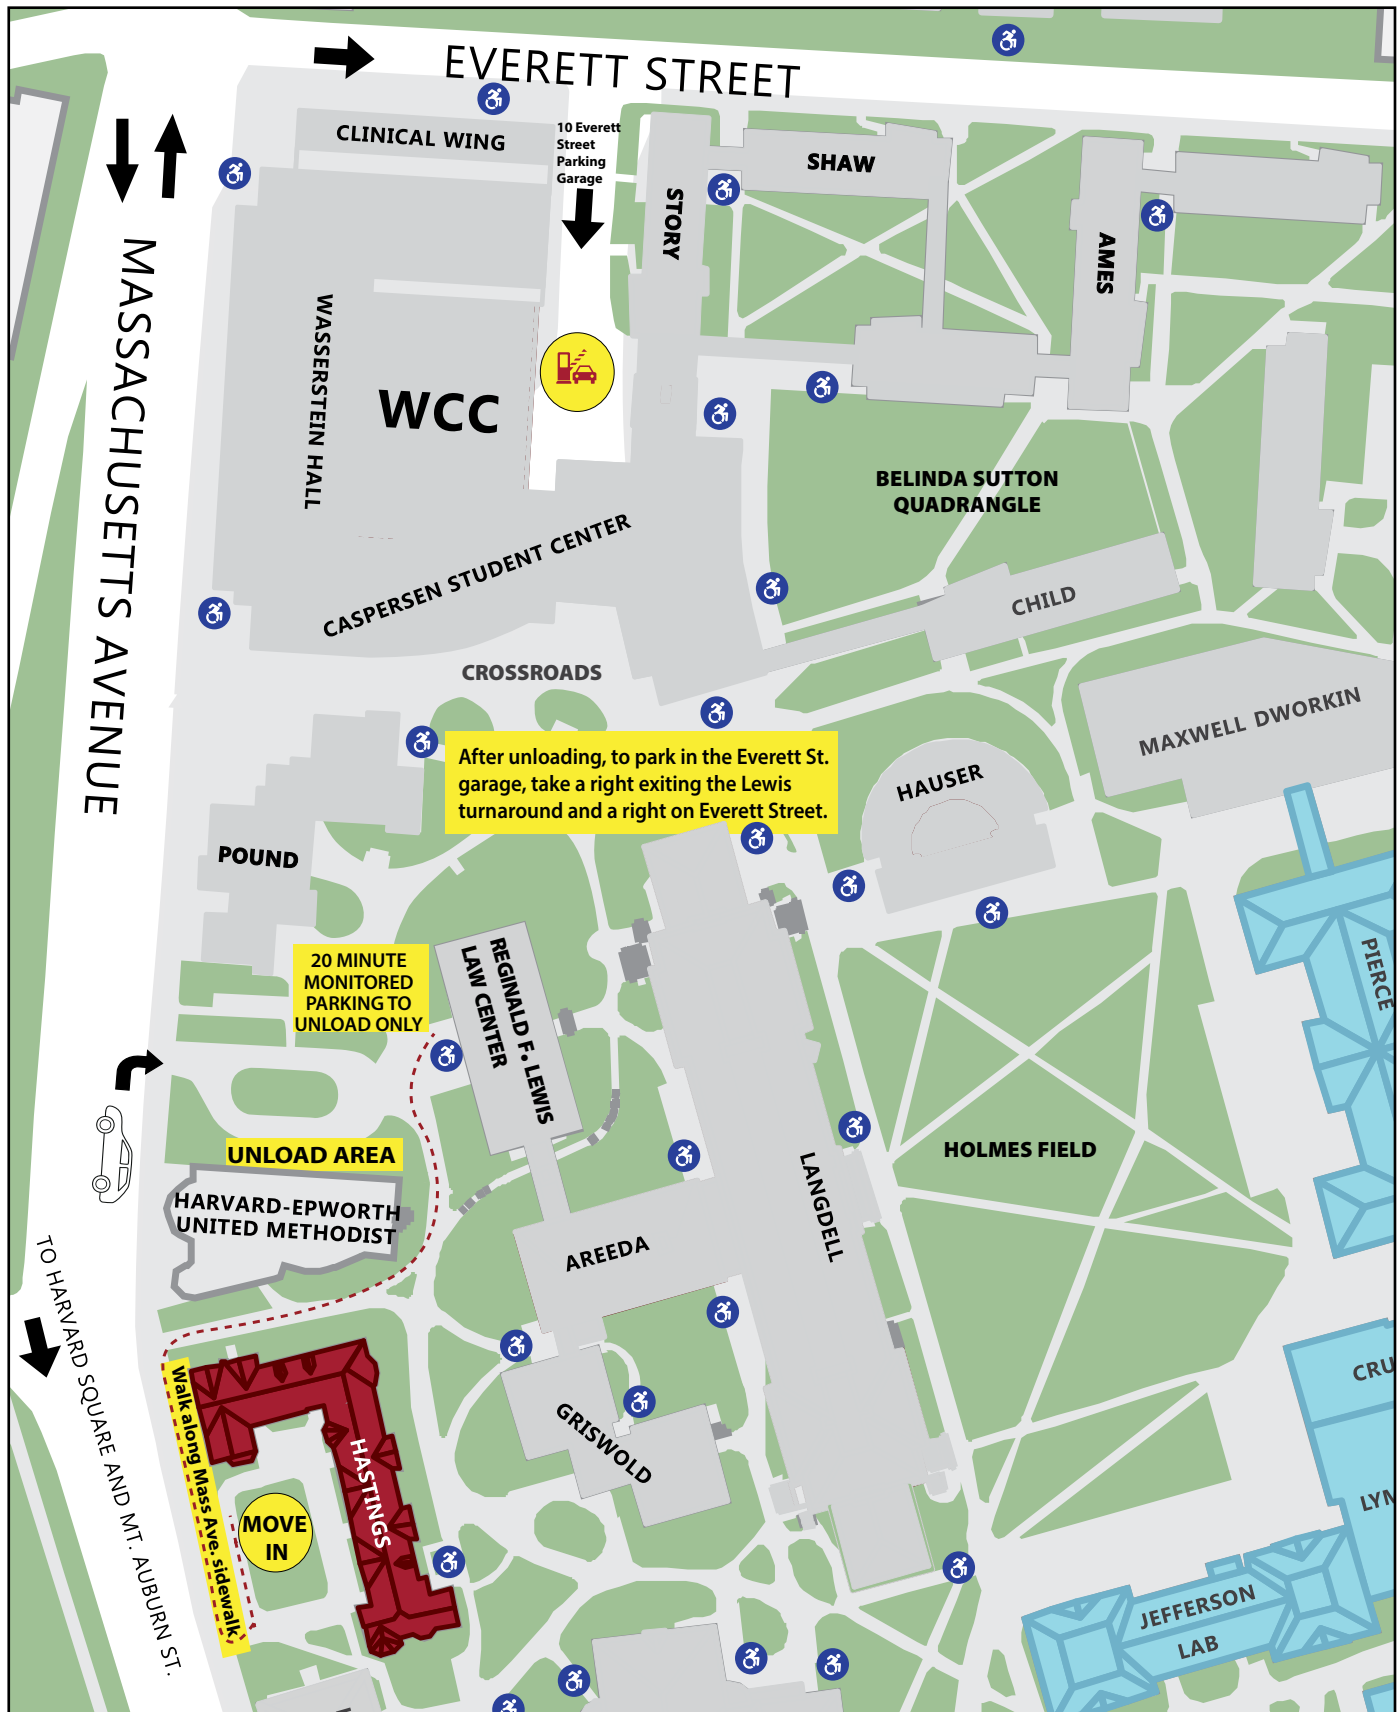 EVERETT STREET
10 Everett
Street
Parking
Garage
CLINICAL WING
SHAW
STORY
AMES
MASSACHUSETTS AVENUE
WASSERSTEIN HALL
WCC
BELINDA SUTTON
QUADRANGLE
CASPERSEN STUDENT CENTER
CHILD
CROSSROADS
MAXWELL DWORKIN
After unloading, to park in the Everett St.
garage, take a right exiting the Lewis
turnaround and a right on Everett Street.
HAUSER
POUND
20 MINUTE
MONITORED
PARKING TO
UNLOAD ONLY
REGINALD F. LEWIS
LAW CENTER
PIERCE
UNLOAD AREA
HARVARD-EPWORTH
UNITED METHODIST
HOLMES FIELD
LANGDELL
AREEDA
TO HARVARD SQUARE AND MT. AUBURN ST.
Walk along Mass Ave. sidewalk
GRISWOLD
HASTINGS
MOVE
IN
CRU
LYM
JEFFERSON
LAB